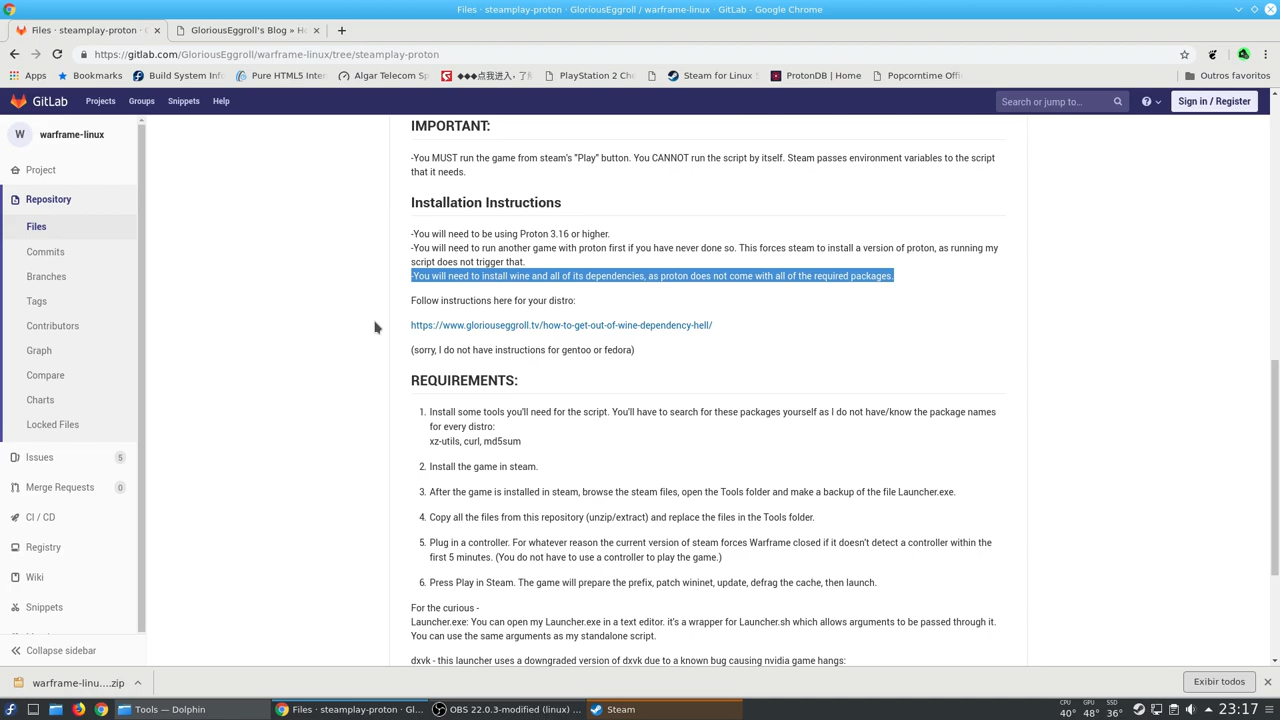 Files · steamplay-proton · GloriousEggroll / warframe-linux · GitLab - Google Chrome
Files · steamplay-proton · G
GloriousEggroll's Blog » Ho
https://gitlab.com/GloriousEggroll/warframe-linux/tree/steamplay-proton
Apps
Bookmarks
Build System Inf
Pure HTML5 Inter
Algar Telecom Sp
◆◆◆点我进入，了解
PlayStation 2 Che
Steam for Linux
ProtonDB | Home
Popcorntime Offi
Outros favoritos
GitLab
Projects
Groups
Snippets
Help
Search or jump to...
Sign in / Register
W
warframe-linux
Project
Repository
Files
Commits
Branches
Tags
Contributors
Graph
Compare
Charts
Locked Files
Issues
5
Merge Requests
0
CI / CD
Registry
Wiki
Snippets
Collapse sidebar
IMPORTANT:
-You MUST run the game from steam's "Play" button. You CANNOT run the script by itself. Steam passes environment variables to the script
that it needs.
Installation Instructions
-You will need to be using Proton 3.16 or higher.
-You will need to run another game with proton first if you have never done so. This forces steam to install a version of proton, as running my
script does not trigger that.
-You will need to install wine and all of its dependencies, as proton does not come with all of the required packages.
Follow instructions here for your distro:
https://www.gloriouseggroll.tv/how-to-get-out-of-wine-dependency-hell/
(sorry, I do not have instructions for gentoo or fedora)
REQUIREMENTS:
1. Install some tools you'll need for the script. You'll have to search for these packages yourself as I do not have/know the package names
for every distro:
xz-utils, curl, md5sum
2. Install the game in steam.
3. After the game is installed in steam, browse the steam files, open the Tools folder and make a backup of the file Launcher.exe.
4. Copy all the files from this repository (unzip/extract) and replace the files in the Tools folder.
5. Plug in a controller. For whatever reason the current version of steam forces Warframe closed if it doesn't detect a controller within the
first 5 minutes. (You do not have to use a controller to play the game.)
6. Press Play in Steam. The game will prepare the prefix, patch wininet, update, defrag the cache, then launch.
For the curious -
Launcher.exe: You can open my Launcher.exe in a text editor. it's a wrapper for Launcher.sh which allows arguments to be passed through it.
You can use the same arguments as my standalone script.
dxvk - this launcher uses a downgraded version of dxvk due to a known bug causing nvidia game hangs:
warframe-linu....zip
Exibir todos
Tools — Dolphin
Files · steamplay-proton · Gl...
OBS 22.0.3-modified (linux) ...
Steam
CPU
40°
GPU
48°
SSD
36°
23:17